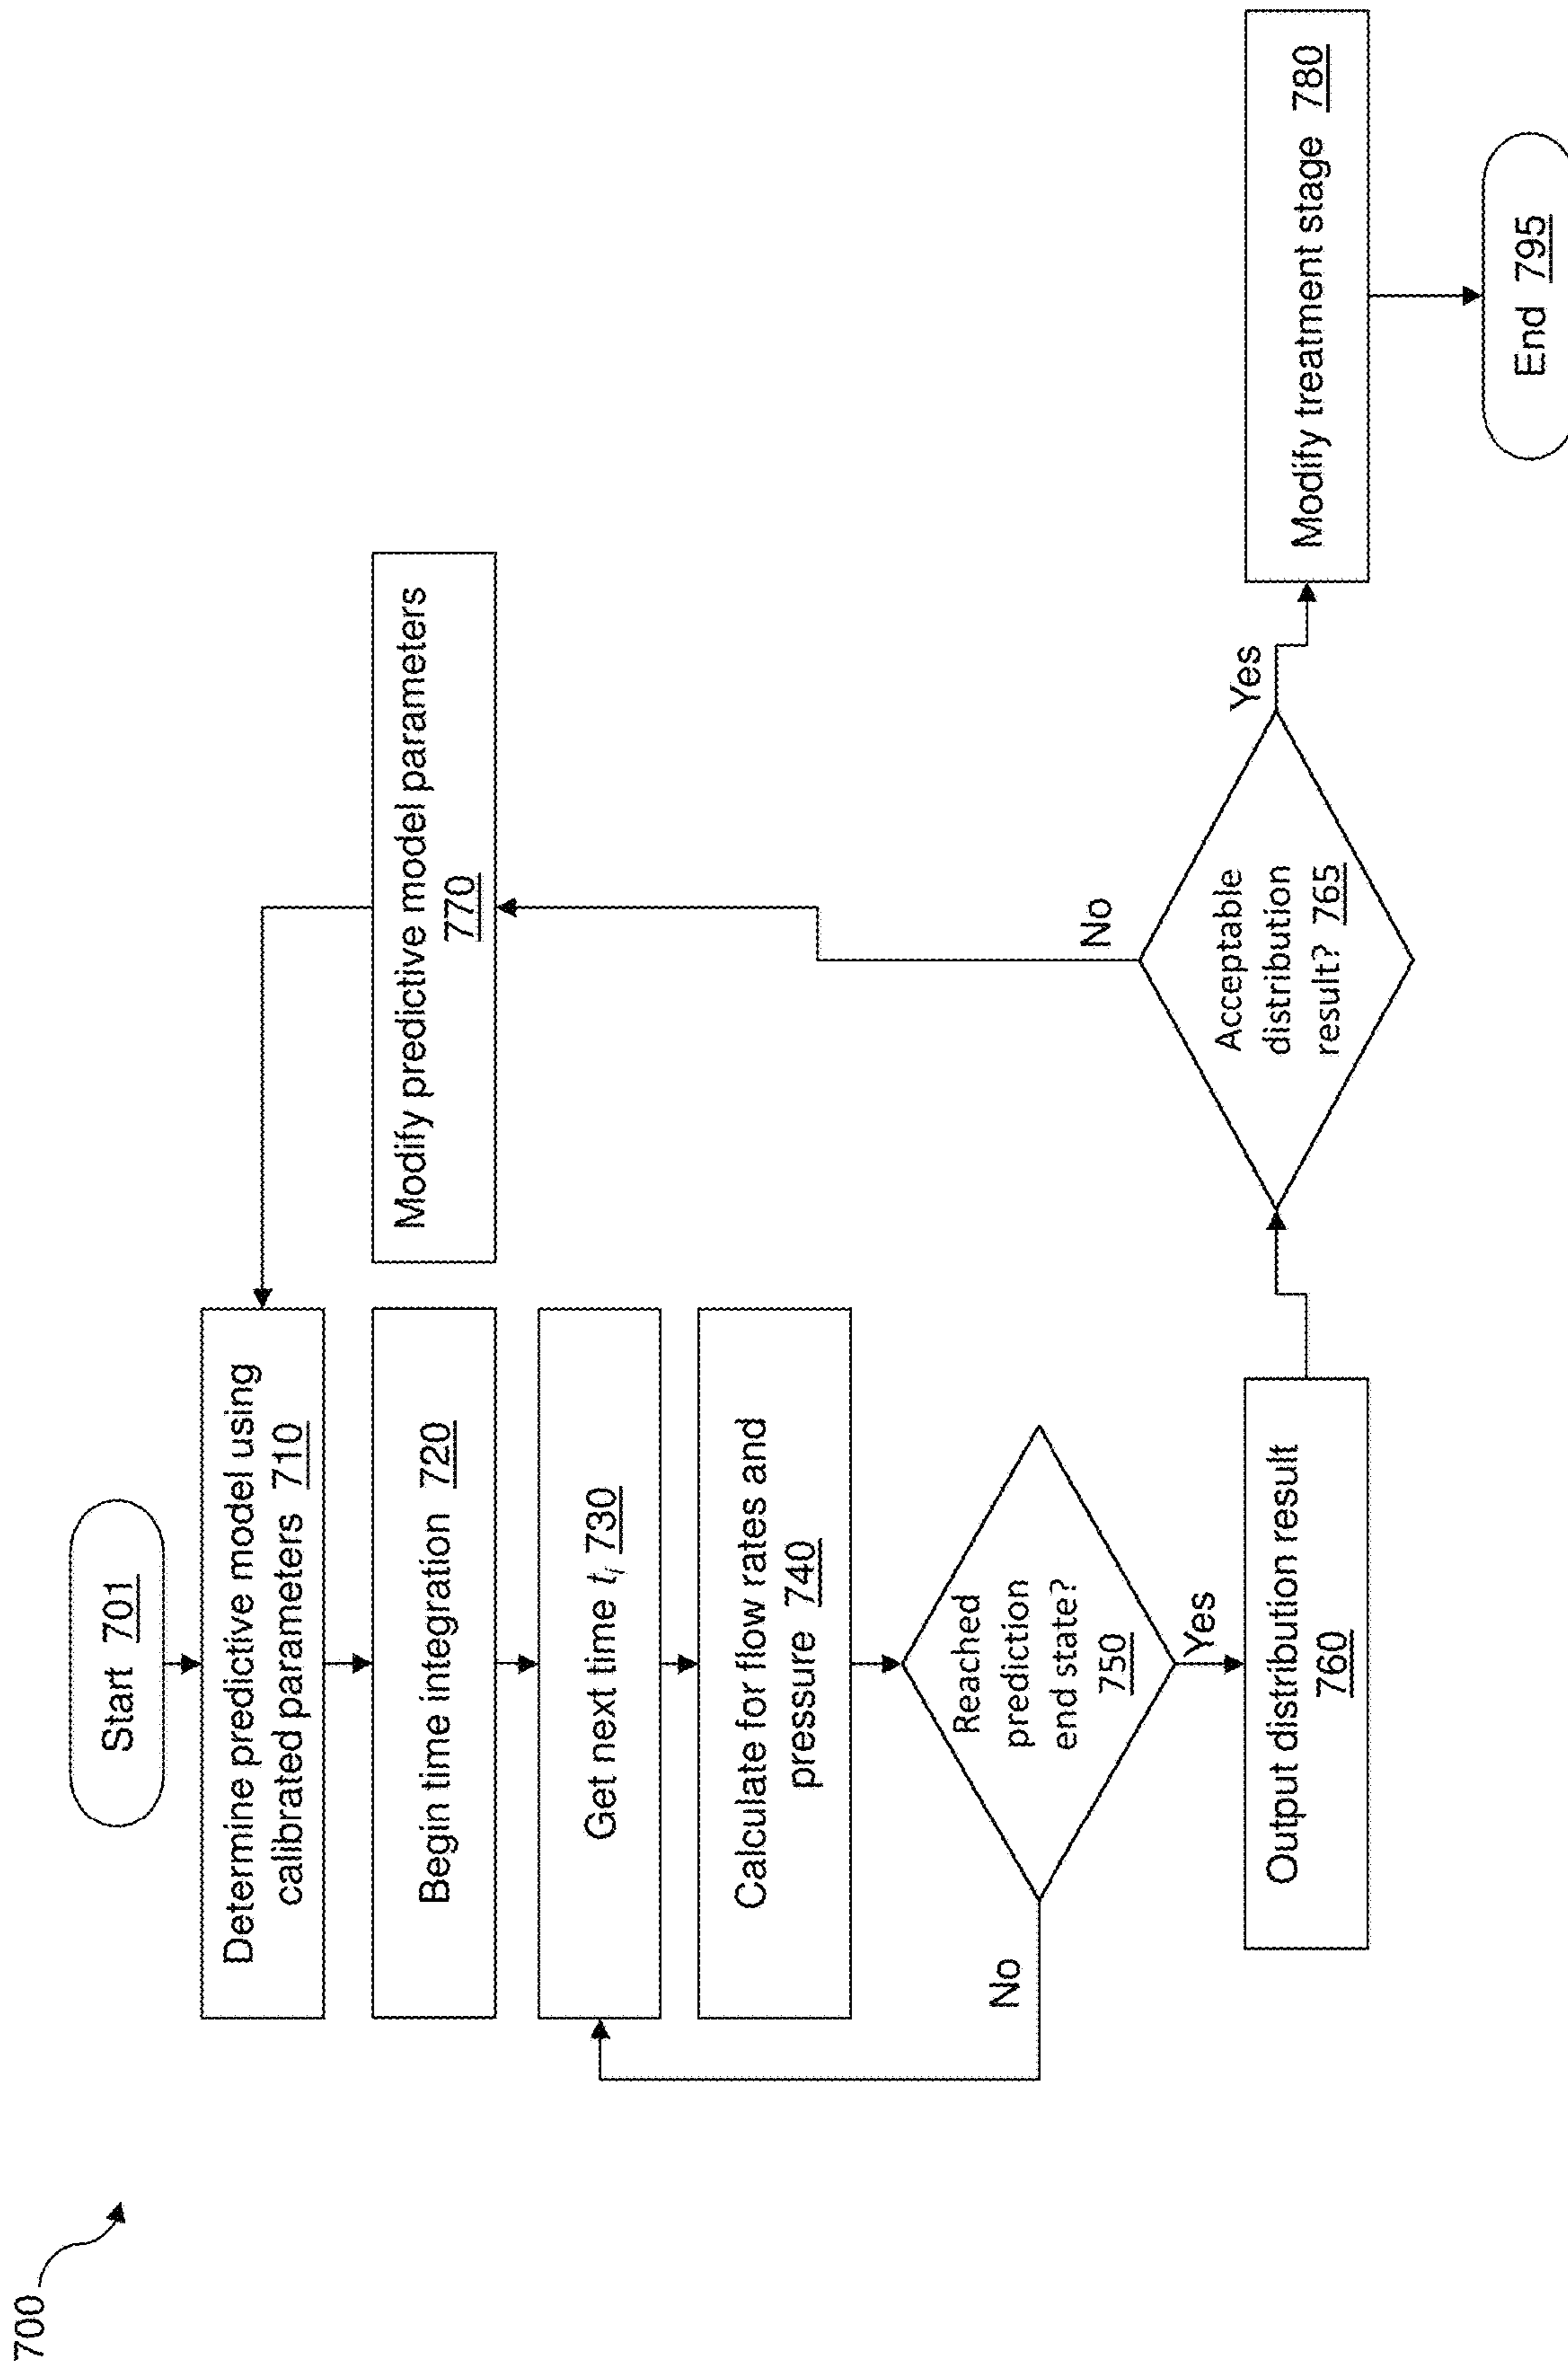 700
Start 701
Determine predictive model using
calibrated parameters 710
Begin time integration 720
Get next time tᵢ 730
Calculate for flow rates and
pressure 740
Reached
prediction
end state?
750
No
Yes
Output distribution result
760
Acceptable
distribution
result? 765
No
Yes
Modify predictive model parameters
770
Modify treatment stage 780
End 795